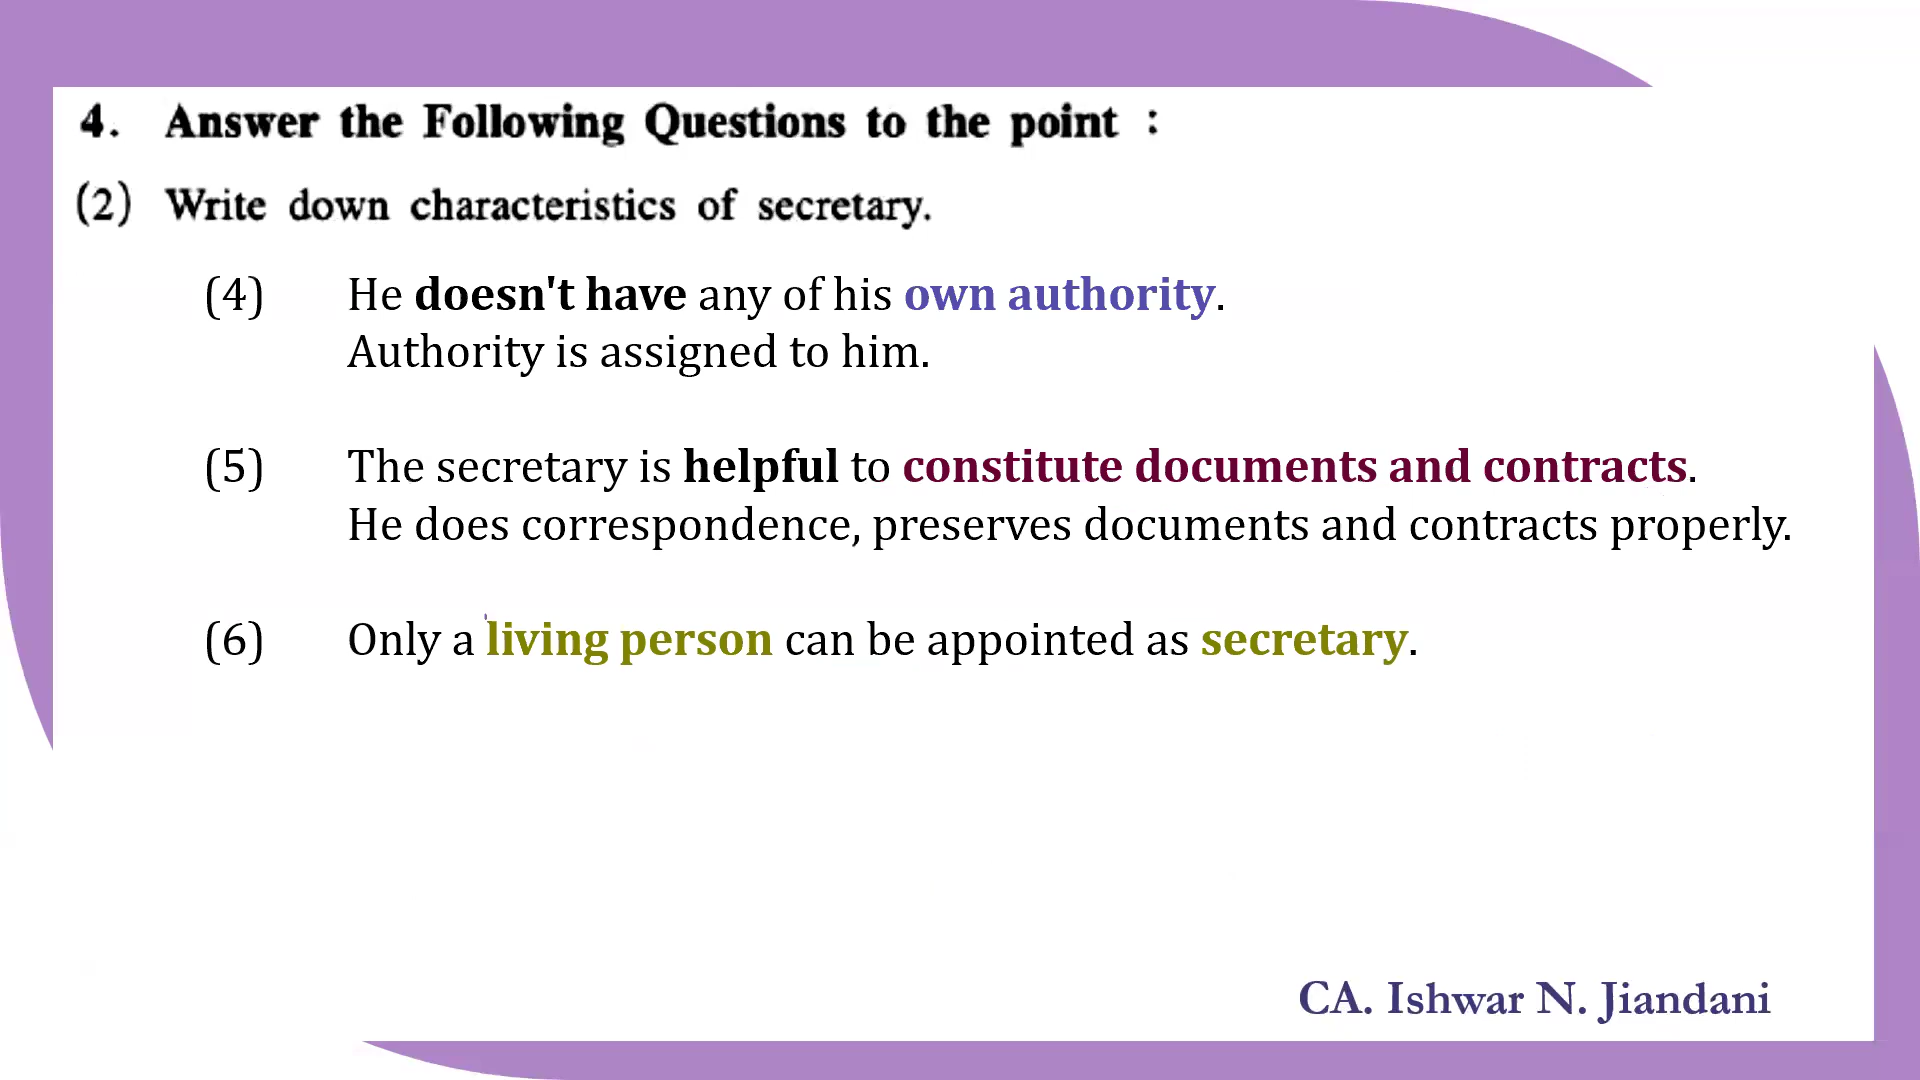 4. Answer the Following Questions to the point :
(2) Write down characteristics of secretary.
(4) He doesn't have any of his own authority.
Authority is assigned to him.
(5) The secretary is helpful to constitute documents and contracts.
He does correspondence, preserves documents and contracts properly.
(6) Only a living person can be appointed as secretary.
CA. Ishwar N. Jiandani